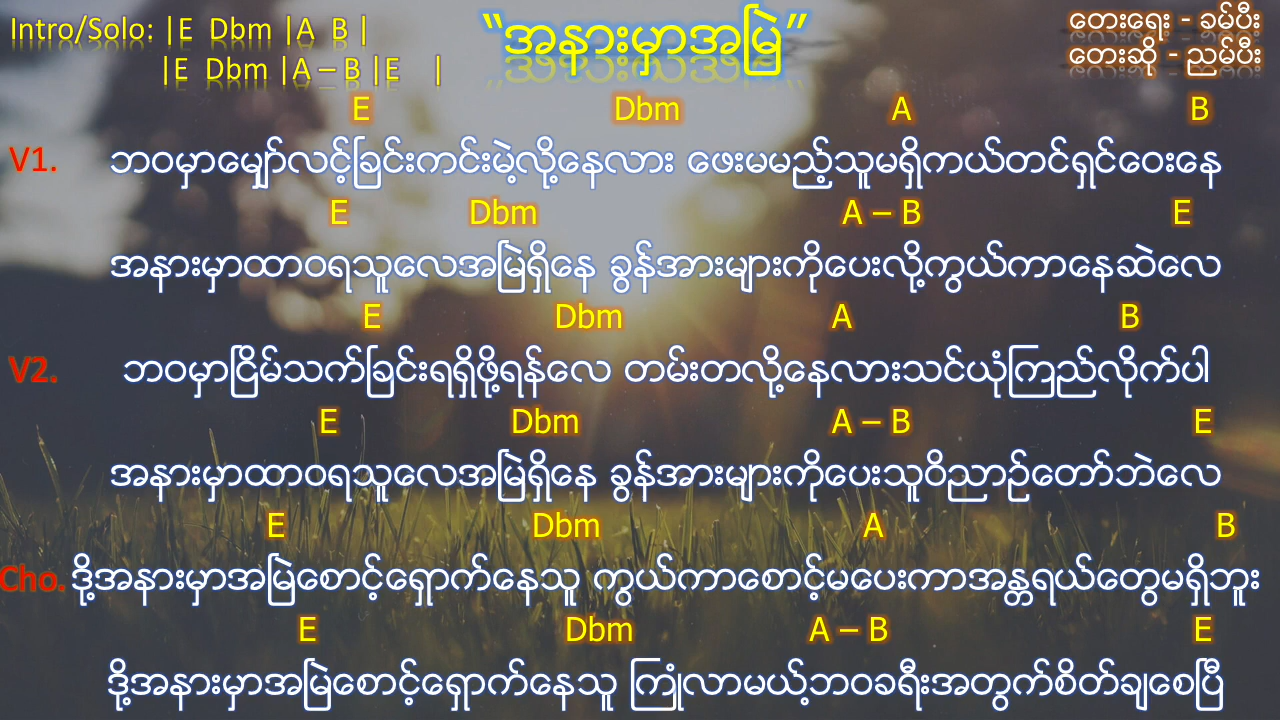 Intro/Solo: |E Dbm |A B |
|E Dbm |A – B |E |
“အနားမှာအမြဲ”
တေးရေး - ခမ်ပီး
တေးဆို - ညမ်ပီး
E Dbm A B
V1. ဘဝမှာမျှော်လင့်ခြင်းကင်းမဲ့လို့နေလား ဖေးမမည့်သူမရှိကယ်တင်ရှင်ဝေးနေ
E Dbm A – B E
အနားမှာထာဝရသူလေအမြဲရှိနေ ခွန်အားများကိုပေးလို့ကွယ်ကာနေဆဲလေ
E Dbm A B
V2. ဘဝမှာငြိမ်သက်ခြင်းရရှိဖို့ရန်လေ တမ်းတလို့နေလားသင်ယုံကြည်လိုက်ပါ
E Dbm A – B E
အနားမှာထာဝရသူလေအမြဲရှိနေ ခွန်အားများကိုပေးသူဝိညာဉ်တော်ဘဲလေ
E Dbm A B
Cho. ဒို့အနားမှာအမြဲစောင့်ရှောက်နေသူ ကွယ်ကာစောင့်မပေးကာအန္တရယ်တွေမရှိဘူး
E Dbm A – B E
ဒို့အနားမှာအမြဲစောင့်ရှောက်နေသူ ကြုံလာမယ့်ဘဝခရီးအတွက်စိတ်ချစေပြီ